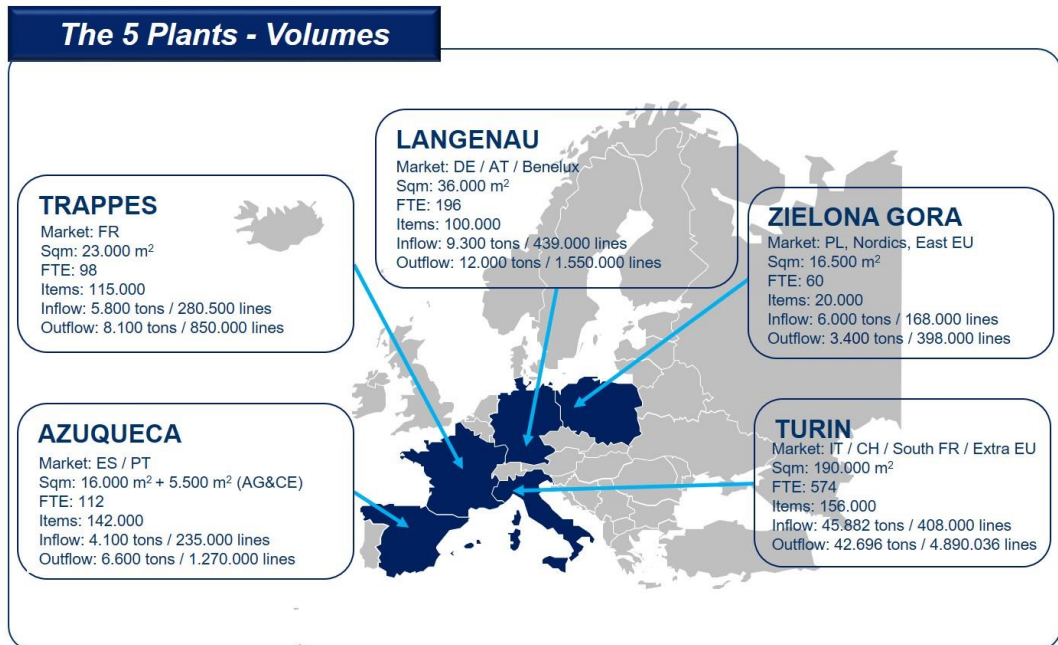 The 5 Plants - Volumes
LANGENAU
Market: DE / AT / Benelux
Sqm: 36.000 m²
FTE: 196
Items: 100.000
Inflow: 9.300 tons / 439.000 lines
Outflow: 12.000 tons / 1.550.000 lines
TRAPPES
Market: FR
Sqm: 23.000 m²
FTE: 98
Items: 115.000
Inflow: 5.800 tons / 280.500 lines
Outflow: 8.100 tons / 850.000 lines
ZIELONA GORA
Market: PL, Nordics, East EU
Sqm: 16.500 m²
FTE: 60
Items: 20.000
Inflow: 6.000 tons / 168.000 lines
Outflow: 3.400 tons / 398.000 lines
AZUQUECA
Market: ES / PT
Sqm: 16.000 m² + 5.500 m² (AG&CE)
FTE: 112
Items: 142.000
Inflow: 4.100 tons / 235.000 lines
Outflow: 6.600 tons / 1.270.000 lines
TURIN
Market: IT / CH / South FR / Extra EU
Sqm: 190.000 m²
FTE: 574
Items: 156.000
Inflow: 45.882 tons / 408.000 lines
Outflow: 42.696 tons / 4.890.036 lines